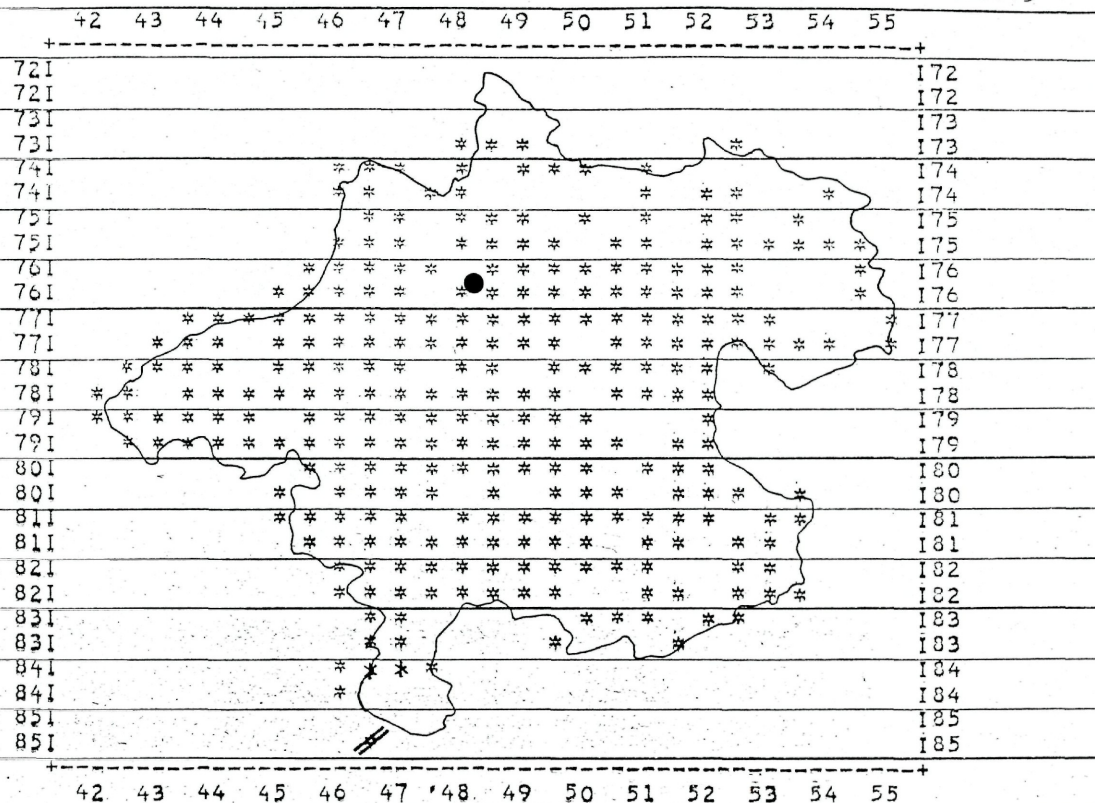 42 43 44 45 46 47 48 49 50 51 52 53 54 55
+----------------------------------------------------------------------+
72I I72
72I I72
73I I73
73I * * * * I73
74I * * * * * * * * I74
74I * * * * * * * * I74
75I * * * * * * * * * * I75
75I * * * * * * * * * * * * * * * I75
76I * * * * * * * * * * * * * * I76
76I * * * * * * * * * * * * * * * I76
77I * * * * * * * * * * * * * * * * * * * * * I77
77I * * * * * * * * * * * * * * * * * * * * * I77
78I * * * * * * * * * * * * * * * * * * I78
78I * * * * * * * * * * * * * * * * * * * * I78
79I * * * * * * * * * * * * * * * * * * I79
79I * * * * * * * * * * * * * * * * * * * I79
80I * * * * * * * * * * * * * I80
80I * * * * * * * * * * * * * I80
81I * * * * * * * * * * * * * * * I81
81I * * * * * * * * * * * * * * I81
82I * * * * * * * * * * * * * I82
82I * * * * * * * * * * * * * I82
83I * * * * * * * I83
83I * * * * I83
84I * * * * I84
84I * I84
85I I85
85I * I85
+----------------------------------------------------------------------+
42 43 44 45 46 47 48 49 50 51 52 53 54 55